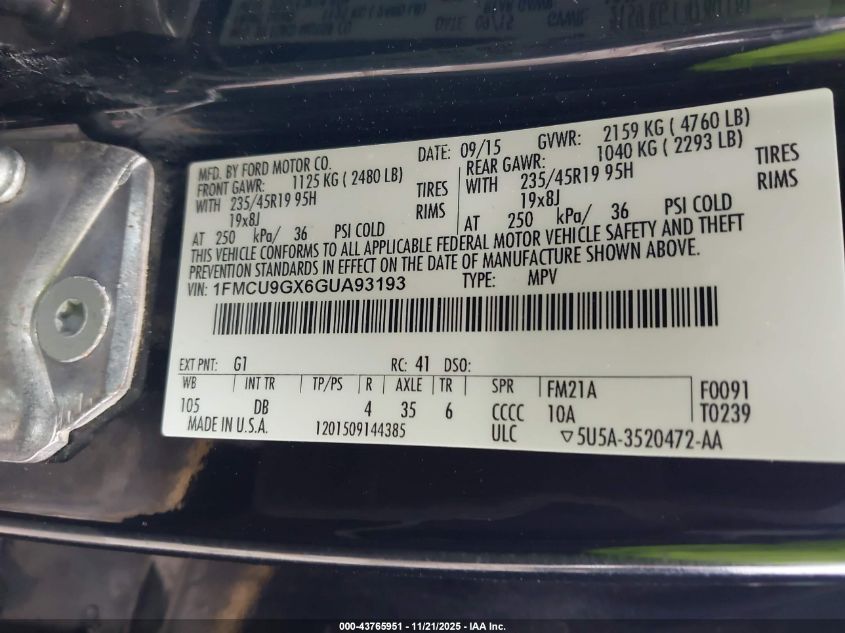 MFD. BY FORD MOTOR CO. DATE: 09/15 GVWR: 2159 KG ( 4760 LB)
FRONT GAWR: 1125 KG ( 2480 LB) REAR GAWR: 1040 KG ( 2293 LB)
WITH 235/45R19 95H TIRES WITH 235/45R19 95H TIRES
19x8J RIMS 19x8J RIMS
AT 250 kPa/ 36 PSI COLD AT 250 kPa/ 36 PSI COLD
THIS VEHICLE CONFORMS TO ALL APPLICABLE FEDERAL MOTOR VEHICLE SAFETY AND THEFT
PREVENTION STANDARDS IN EFFECT ON THE DATE OF MANUFACTURE SHOWN ABOVE.
VIN: 1FMCU9GX6GUA93193 TYPE: MPV
EXT PNT: G1 RC: 41 DSO:
WB INT TR TP/PS R AXLE TR SPR FM21A F0091
105 DB 4 35 6 CCCC 10A T0239
MADE IN U.S.A. 1201509144385 ULC ▽5U5A-3520472-AA
000-43765951 - 11/21/2025 - IAA Inc.